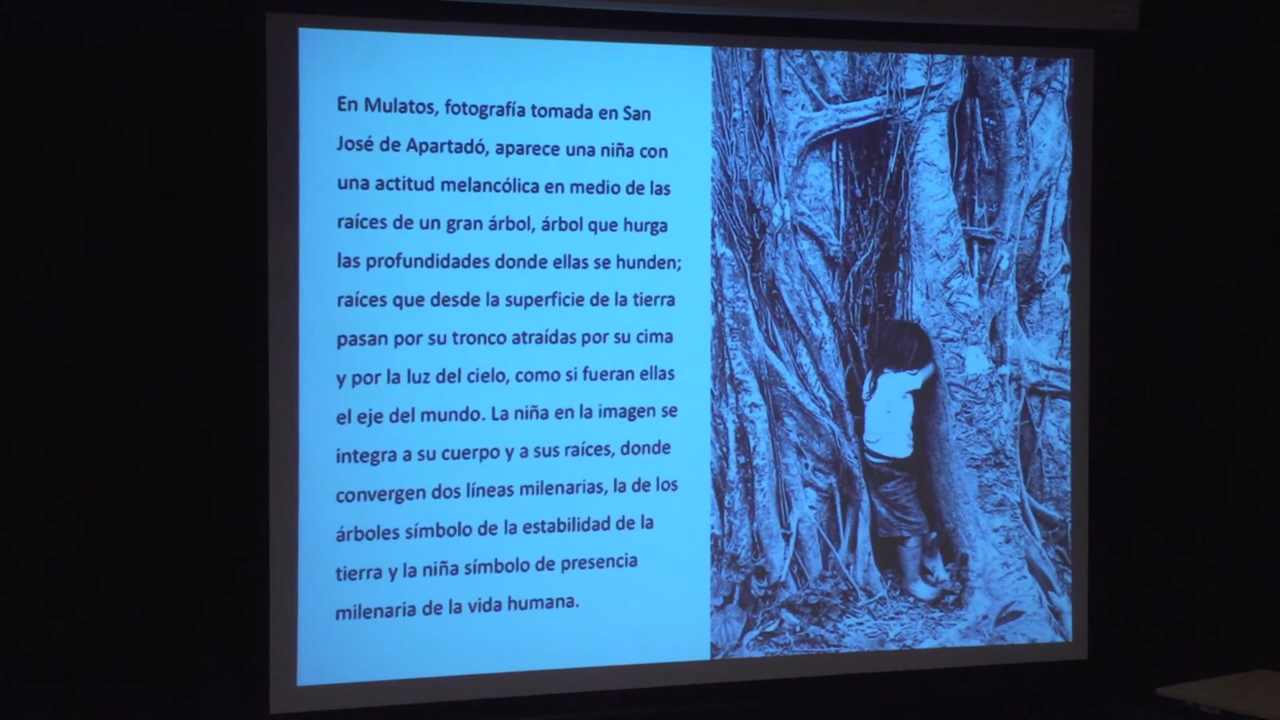 En Mulatos, fotografía tomada en San
José de Apartadó, aparece una niña con
una actitud melancólica en medio de las
raíces de un gran árbol, árbol que hurga
las profundidades donde ellas se hunden;
raíces que desde la superficie de la tierra
pasan por su tronco atraídas por su cima
y por la luz del cielo, como si fueran ellas
el eje del mundo. La niña en la imagen se
integra a su cuerpo y a sus raíces, donde
convergen dos líneas milenarias, la de los
árboles símbolo de la estabilidad de la
tierra y la niña símbolo de presencia
milenaria de la vida humana.